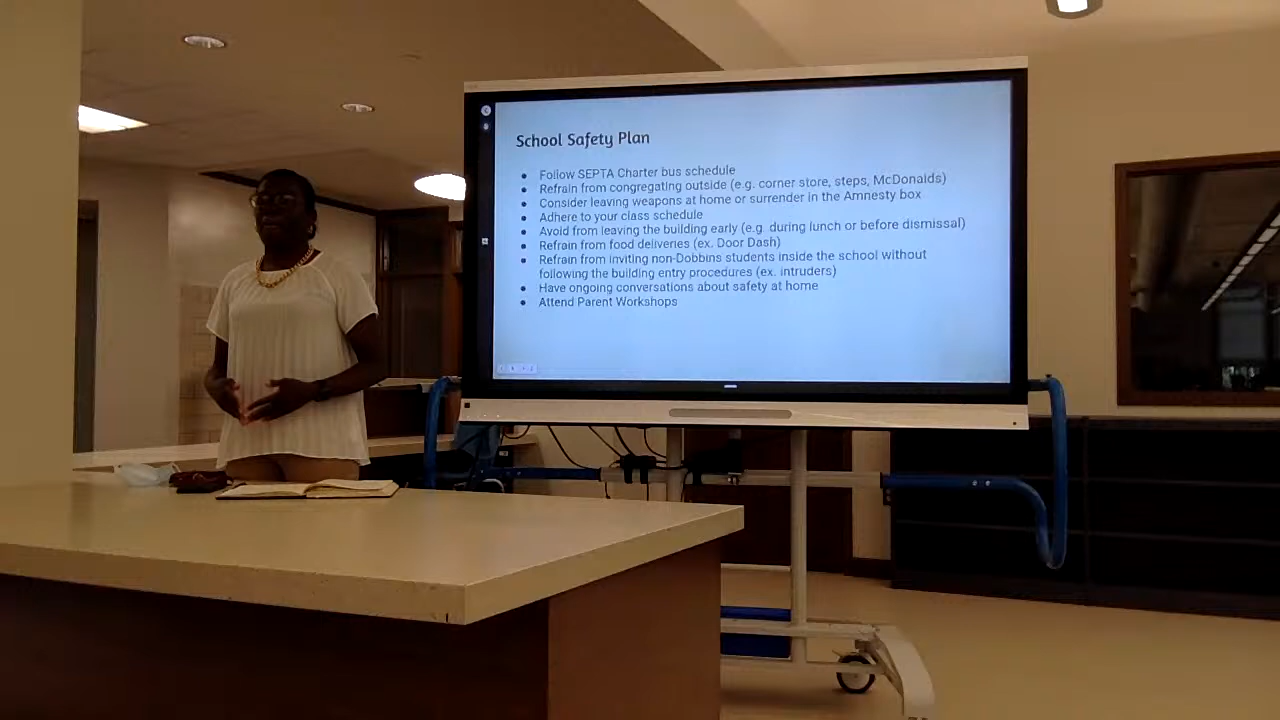 School Safety Plan
● Follow SEPTA Charter bus schedule
● Refrain from congregating outside (e.g. corner store, steps, McDonalds)
● Consider leaving weapons at home or surrender in the Amnesty box
● Adhere to your class schedule
● Avoid from leaving the building early (e.g. during lunch or before dismissal)
● Refrain from food deliveries (ex. Door Dash)
● Refrain from inviting non-Dobbins students inside the school without
following the building entry procedures (ex. intruders)
● Have ongoing conversations about safety at home
● Attend Parent Workshops